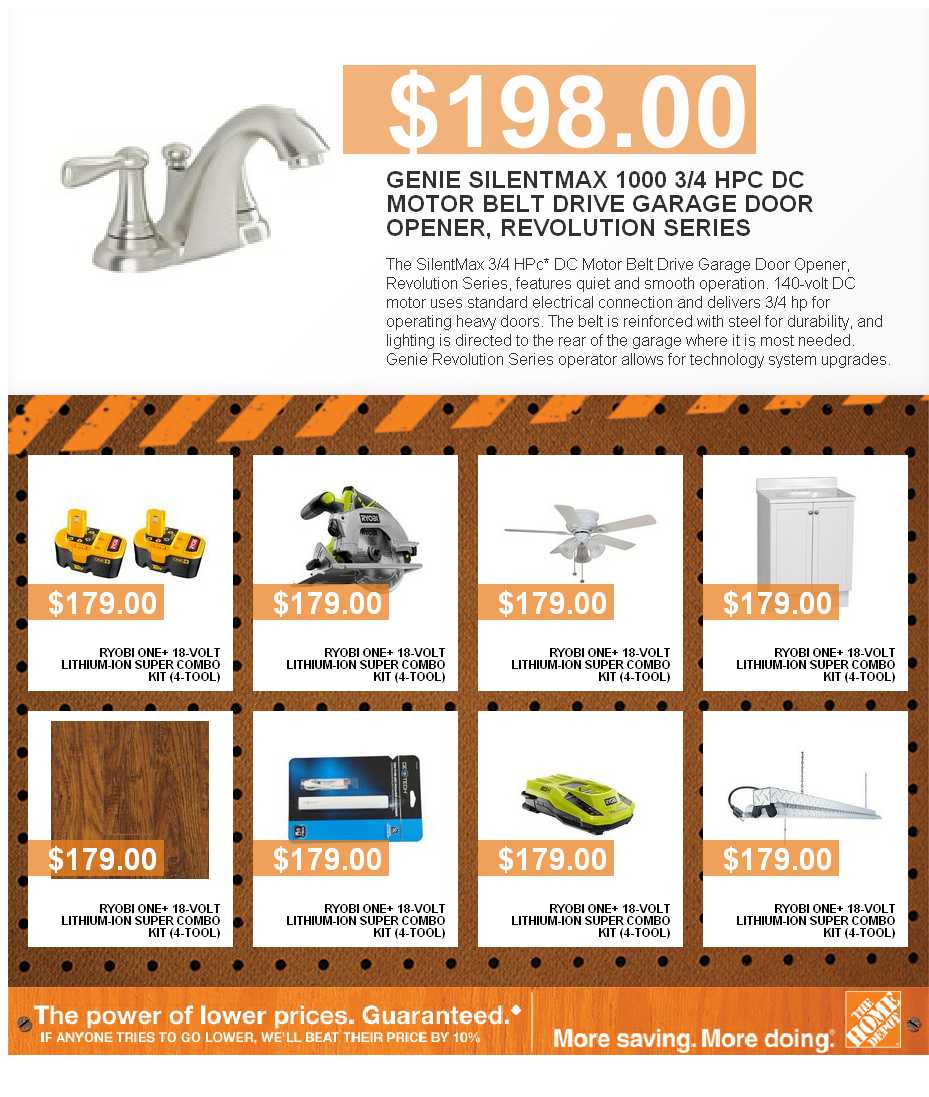 $198.00
GENIE SILENTMAX 1000 3/4 HPC DC
MOTOR BELT DRIVE GARAGE DOOR
OPENER, REVOLUTION SERIES
The SilentMax 3/4 HPc* DC Motor Belt Drive Garage Door Opener,
Revolution Series, features quiet and smooth operation. 140-volt DC
motor uses standard electrical connection and delivers 3/4 hp for
operating heavy doors. The belt is reinforced with steel for durability, and
lighting is directed to the rear of the garage where it is most needed.
Genie Revolution Series operator allows for technology system upgrades.
RYOBI
$179.00
$179.00
$179.00
$179.00
RYOBI ONE+ 18-VOLT
LITHIUM-ION SUPER COMBO
KIT (4-TOOL)
RYOBI ONE+ 18-VOLT
LITHIUM-ION SUPER COMBO
KIT (4-TOOL)
RYOBI ONE+ 18-VOLT
LITHIUM-ION SUPER COMBO
KIT (4-TOOL)
RYOBI ONE+ 18-VOLT
LITHIUM-ION SUPER COMBO
KIT (4-TOOL)
RYOBI
$179.00
$179.00
$179.00
$179.00
RYOBI ONE+ 18-VOLT
LITHIUM-ION SUPER COMBO
KIT (4-TOOL)
RYOBI ONE+ 18-VOLT
LITHIUM-ION SUPER COMBO
KIT (4-TOOL)
RYOBI ONE+ 18-VOLT
LITHIUM-ION SUPER COMBO
KIT (4-TOOL)
RYOBI ONE+ 18-VOLT
LITHIUM-ION SUPER COMBO
KIT (4-TOOL)
The power of lower prices. Guaranteed.♦
IF ANYONE TRIES TO GO LOWER, WE'LL BEAT THEIR PRICE BY 10%
More saving. More doing.®
THE
HOME
DEPOT